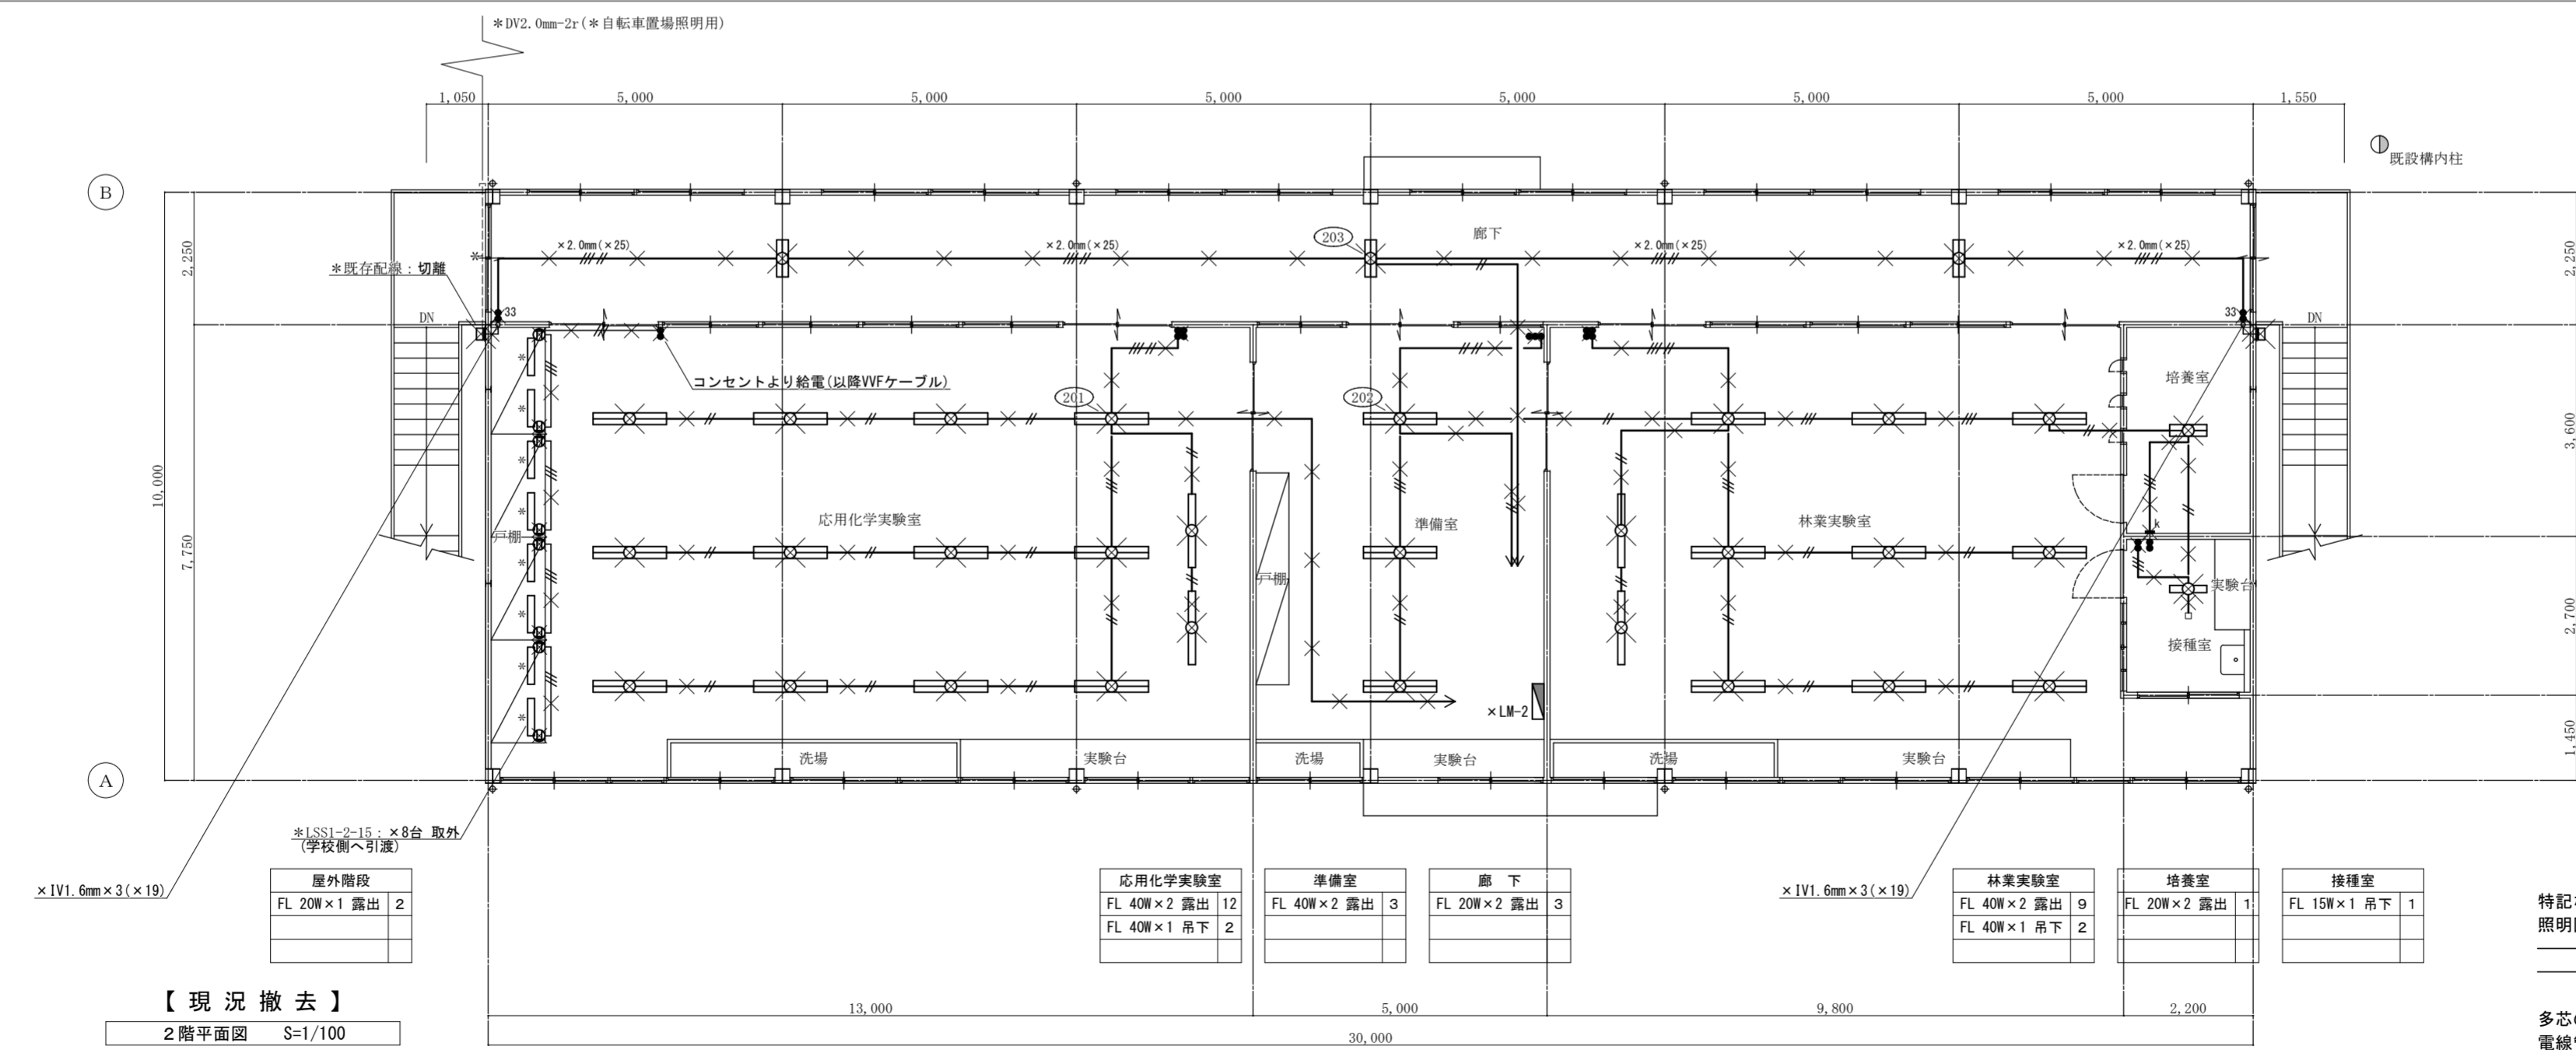 *DV2.0mm-2r(*自転車置場照明用)
1,050
5,000
5,000
5,000
5,000
5,000
5,000
1,550
既設構内柱
B
2,250
×2.0mm(×25)
×2.0mm(×25)
203
廊下
×2.0mm(×25)
×2.0mm(×25)
2,250
*
*既存配線：切離
33
33
DN
DN
コンセントより給電(以降VVFケーブル)
培養室
201
202
3,600
10,000
7,750
応用化学実験室
準備室
林業実験室
戸棚
戸棚
k
実験台
接種室
2,700
* * * * * * * *
×LM-2
洗場
実験台
洗場
実験台
洗場
実験台
1,450
A
*LSS1-2-15：×8台 取外
(学校側へ引渡)
×IV1.6mm×3(×19)
×IV1.6mm×3(×19)
屋外階段
FL 20W×1 露出 2
応用化学実験室
FL 40W×2 露出 12
FL 40W×1 吊下 2
準備室
FL 40W×2 露出 3
廊 下
FL 20W×2 露出 3
林業実験室
FL 40W×2 露出 9
FL 40W×1 吊下 2
培養室
FL 20W×2 露出 1
接種室
FL 15W×1 吊下 1
特記
照明
【 現 況 撤 去 】
2階平面図 S=1/100
13,000
5,000
9,800
2,200
30,000
多芯
電線